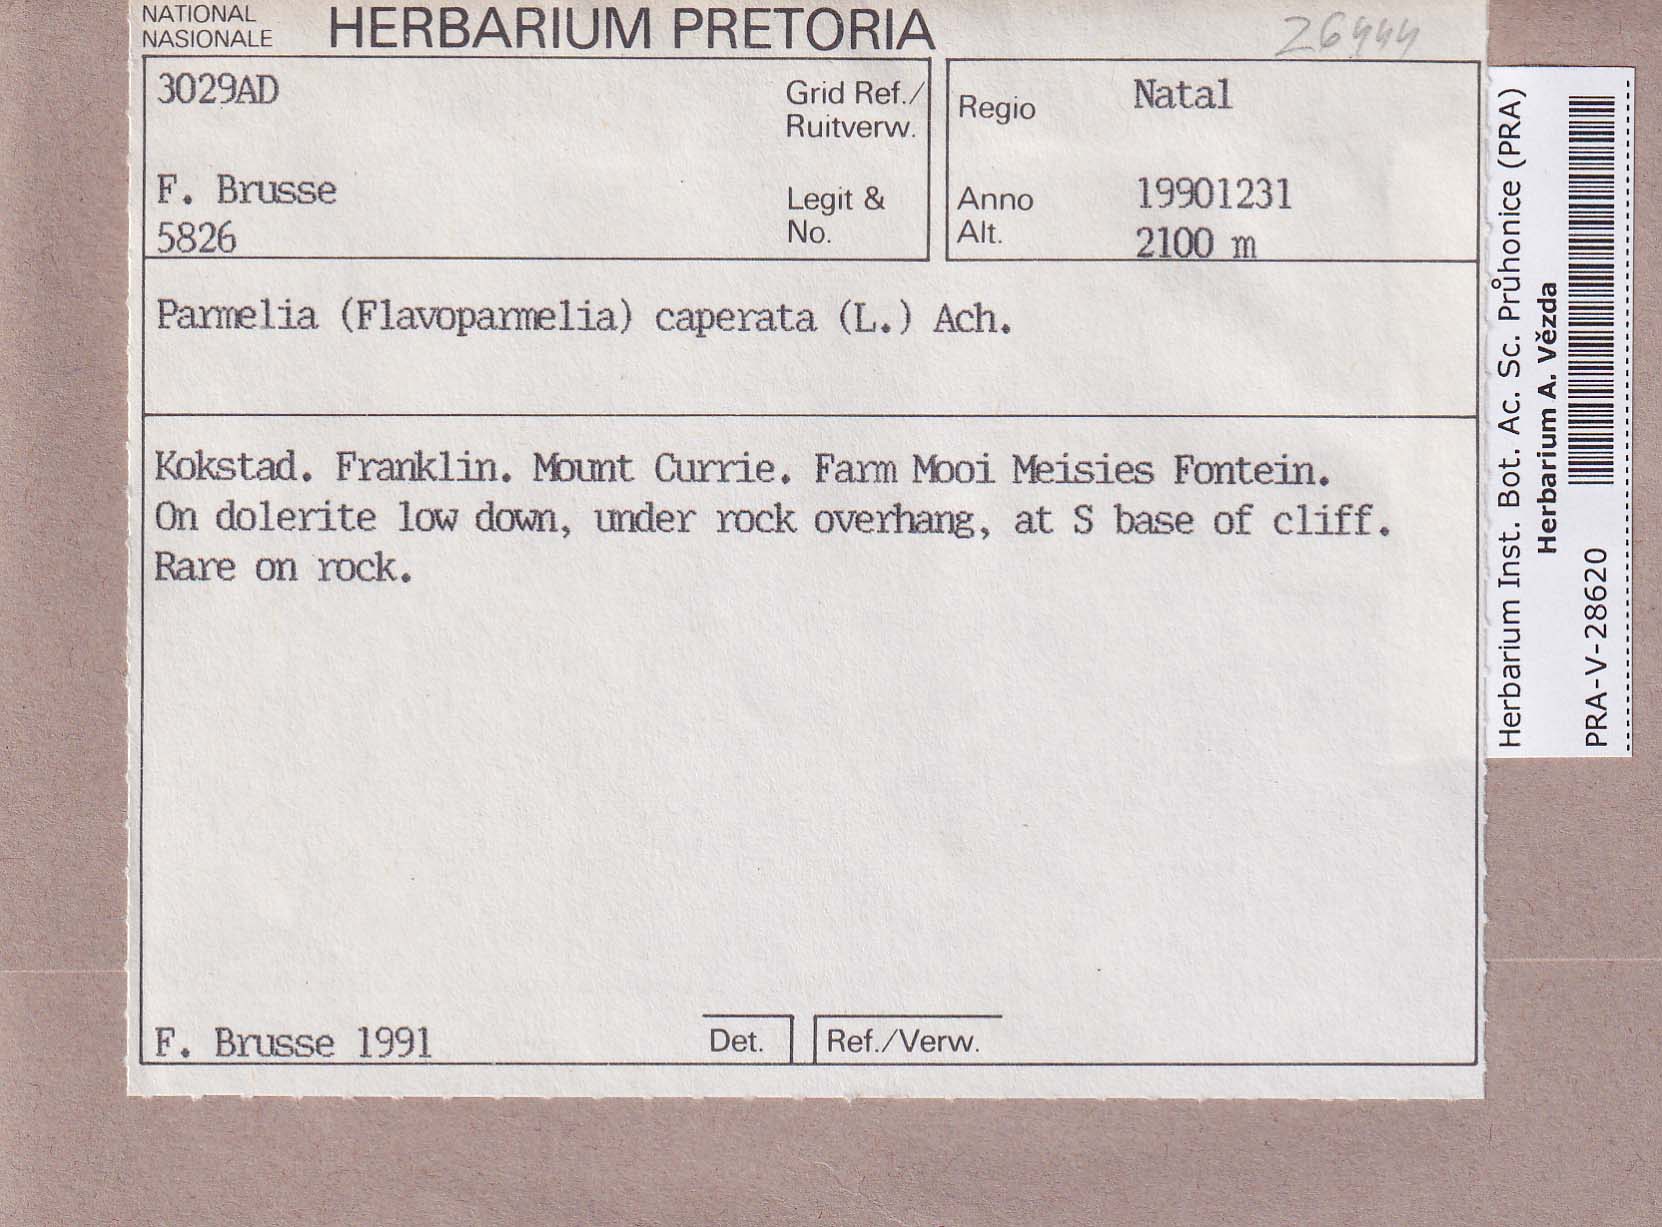 NATIONAL
NASIONALE
HERBARIUM PRETORIA
26444
3029AD
Grid Ref./
Ruitverw.
Regio Natal
F. Brusse
5826
Legit &
No.
Anno 19901231
Alt. 2100 m
Parmelia (Flavoparmelia) caperata (L.) Ach.
Kokstad. Franklin. Mount Currie. Farm Mooi Meisies Fontein.
On dolerite low down, under rock overhang, at S base of cliff.
Rare on rock.
F. Brusse 1991
Det.
Ref./Verw.
Herbarium Inst. Bot. Ac. Sc. Průhonice (PRA)
Herbarium A. Vězda
PRA-V-28620